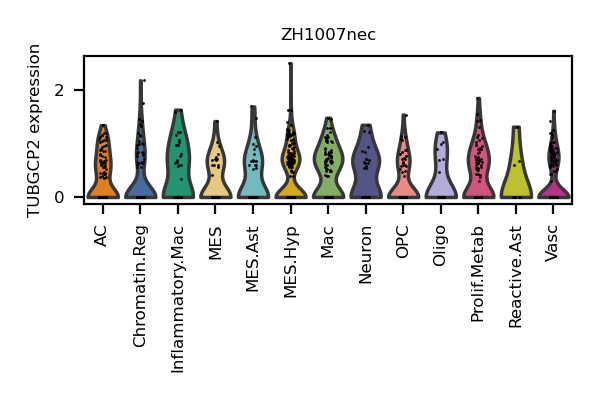 ZH1007nec
TUBGCP2 expression
2
0
AC
Chromatin.Reg
Inflammatory.Mac
MES
MES.Ast
MES.Hyp
Mac
Neuron
OPC
Oligo
Prolif.Metab
Reactive.Ast
Vasc